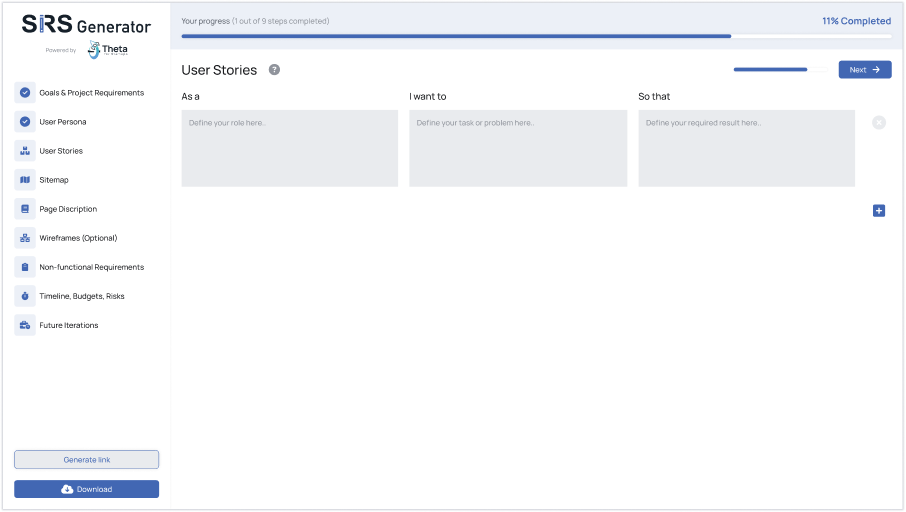 SRS Generator
Powered by Theta
Goals & Project Requirements
User Persona
User Stories
Sitemap
Page Discription
Wireframes (Optional)
Non-functional Requirements
Timeline, Budgets, Risks
Future Iterations
Generate link
Download
Your progress (1 out of 9 steps completed)
11% Completed
User Stories ?
Next
As a
I want to
So that
Define your role here..
Define your task or problem here..
Define your required result here..